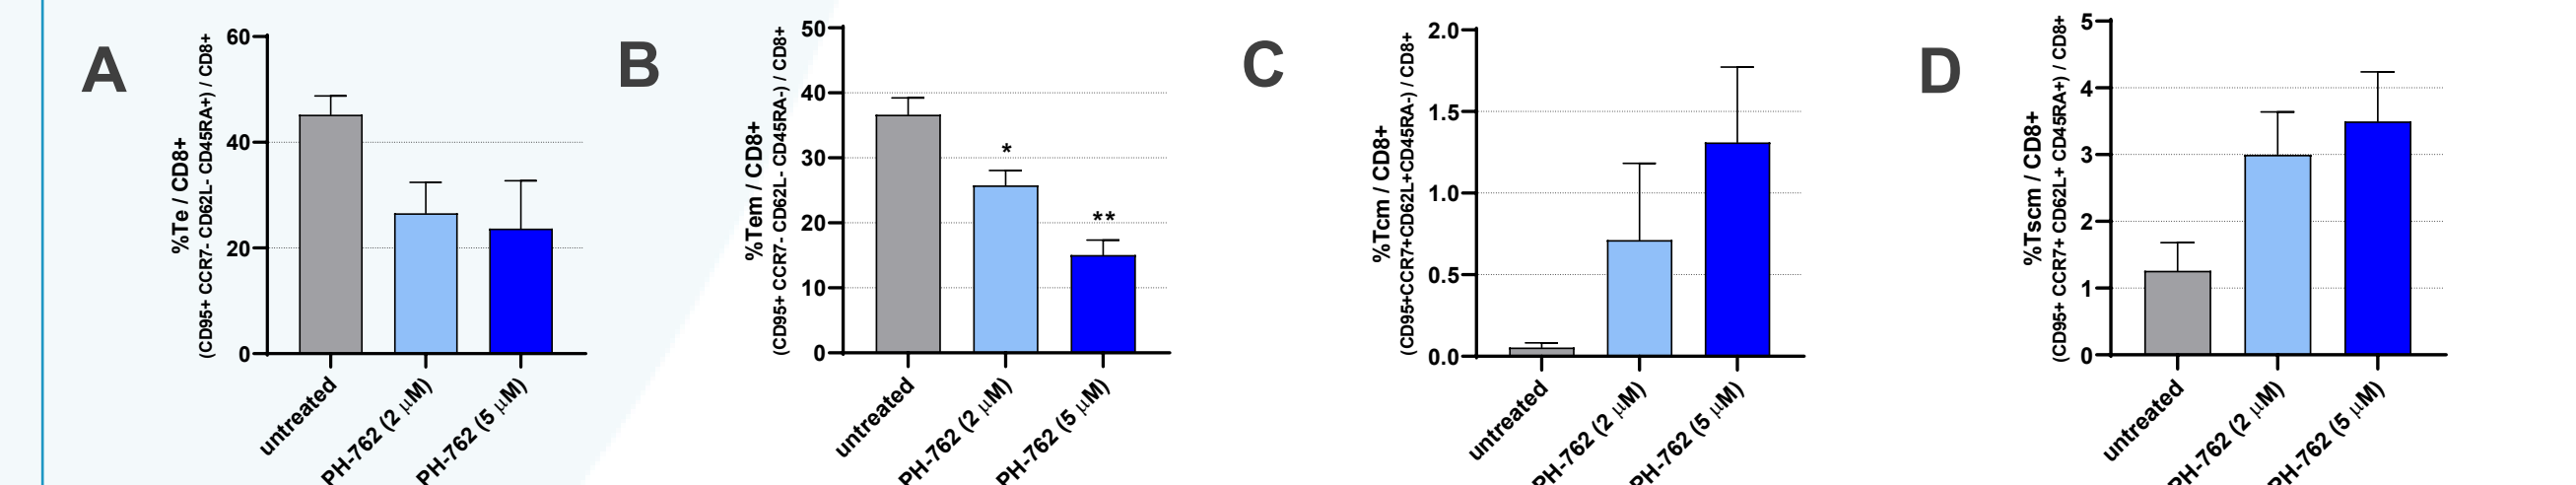 A
%Te / CD8+
(CD95+ CCR7- CD62L- CD45RA+) / CD8+
60
40
20
0
untreated
PH-762 (2 μM)
PH-762 (5 μM)
B
%Tem / CD8+
(CD95+ CCR7- CD62L- CD45RA-) / CD8+
50
40
30
20
10
0
*
**
untreated
PH-762 (2 μM)
PH-762 (5 μM)
C
%Tcm / CD8+
(CD95+CCR7+CD62L+CD45RA-) / CD8+
2.0
1.5
1.0
0.5
0.0
untreated
PH-762 (2 μM)
PH-762 (5 μM)
D
%Tscm / CD8+
(CD95+ CCR7+ CD62L+ CD45RA+) / CD8+
5
4
3
2
1
0
untreated
PH-762 (2 μM)
PH-762 (5 μM)